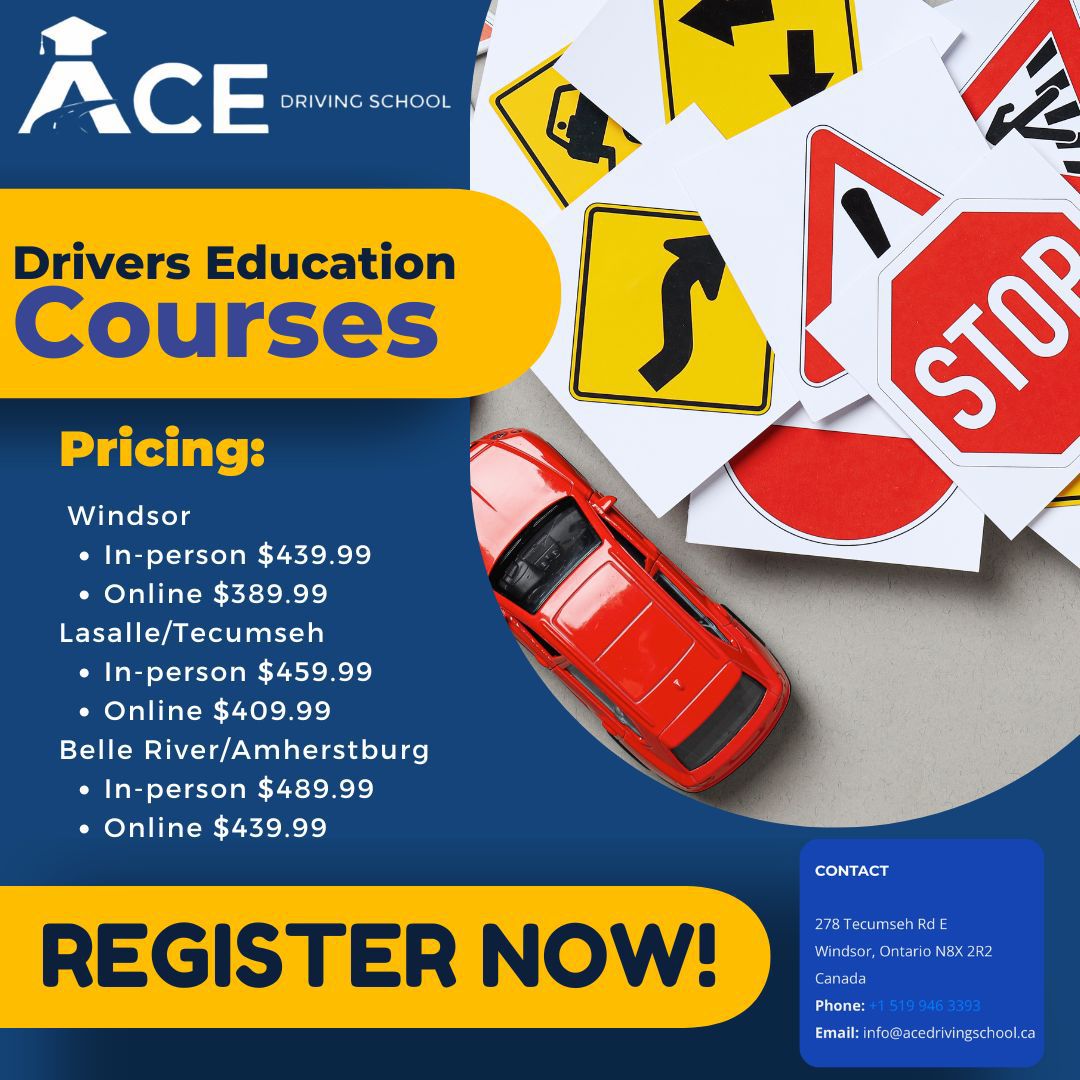 ACE DRIVING SCHOOL
Drivers Education
Courses
Pricing:
Windsor
• In-person $439.99
• Online $389.99
Lasalle/Tecumseh
• In-person $459.99
• Online $409.99
Belle River/Amherstburg
• In-person $489.99
• Online $439.99
REGISTER NOW!
STOP
CONTACT
278 Tecumseh Rd E
Windsor, Ontario N8X 2R2
Canada
Phone: +1 519 946 3393
Email: info@acedrivingschool.ca